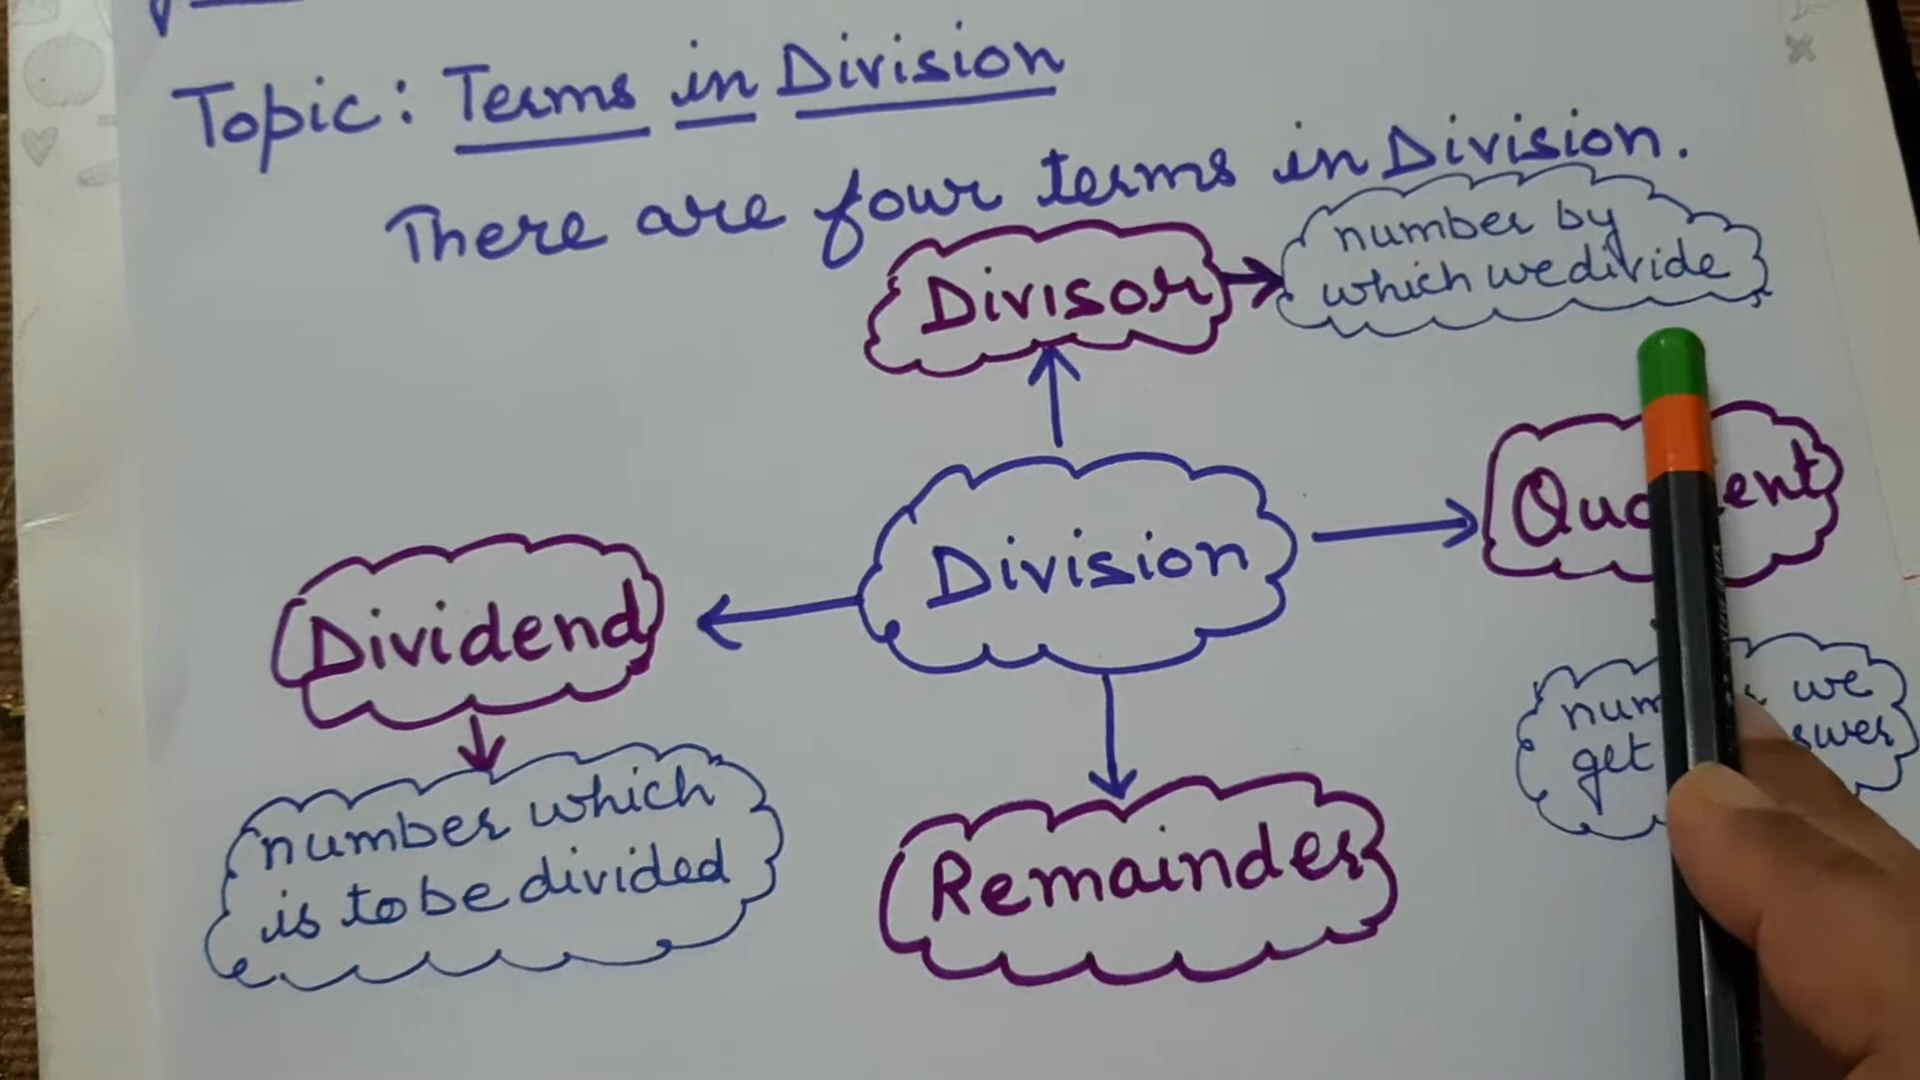 Topic: Terms in Division
There are four terms in Division.
Divisor
number by
which we divide
Division
Dividend
number which
is to be divided
Remainder
we
get